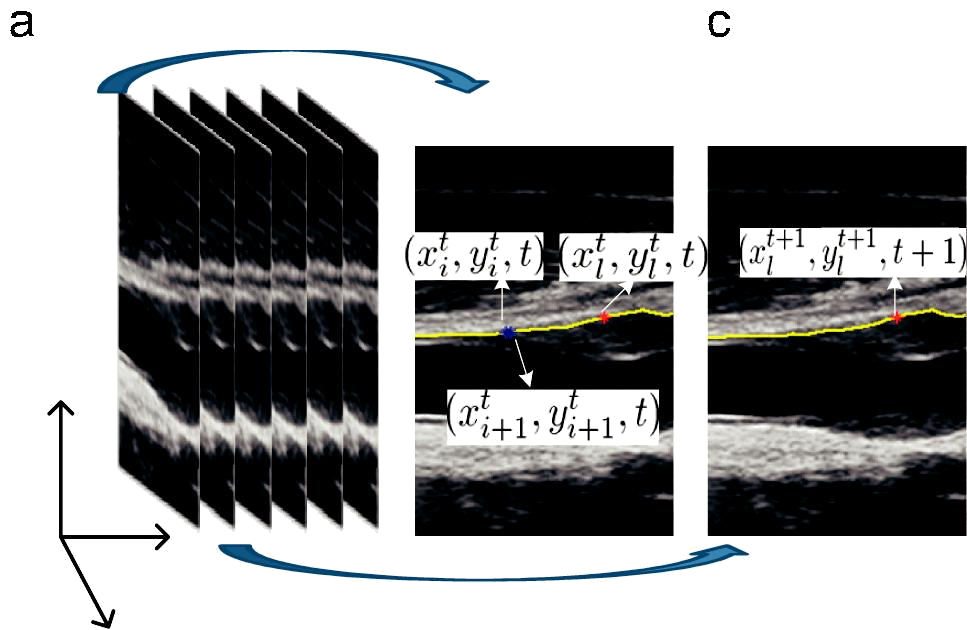 a
c
(x_i^t, y_i^t, t)
(x_l^t, y_l^t, t)
(x_l^{t+1}, y_l^{t+1}, t+1)
(x_{i+1}^t, y_{i+1}^t, t)